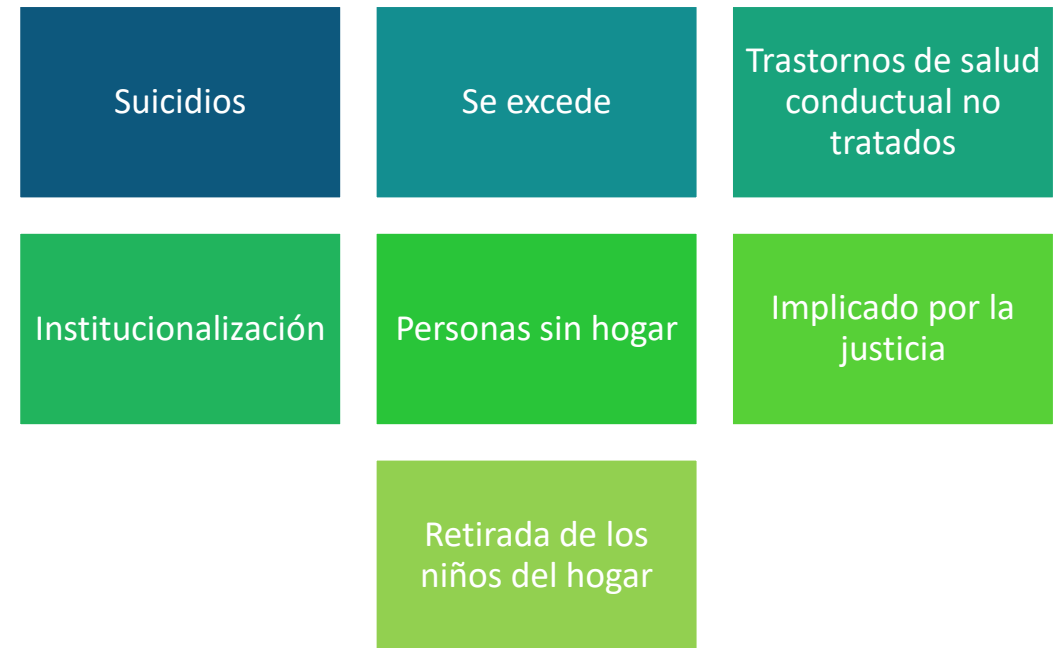 Suicidios
Se excede
Trastornos de salud
conductual no
tratados
Institucionalización
Personas sin hogar
Implicado por la
justicia
Retirada de los
niños del hogar